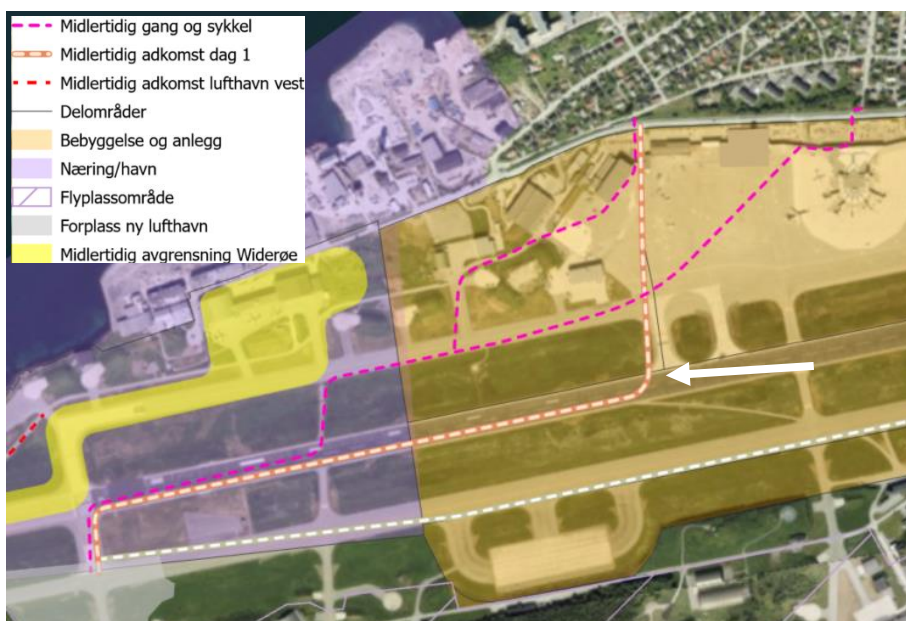 Midlertidig gang og sykkel
Midlertidig adkomst dag 1
Midlertidig adkomst lufthavn vest
Delområder
Bebyggelse og anlegg
Næring/havn
Flyplassområde
Forplass ny lufthavn
Midlertidig avgrensning Widerøe